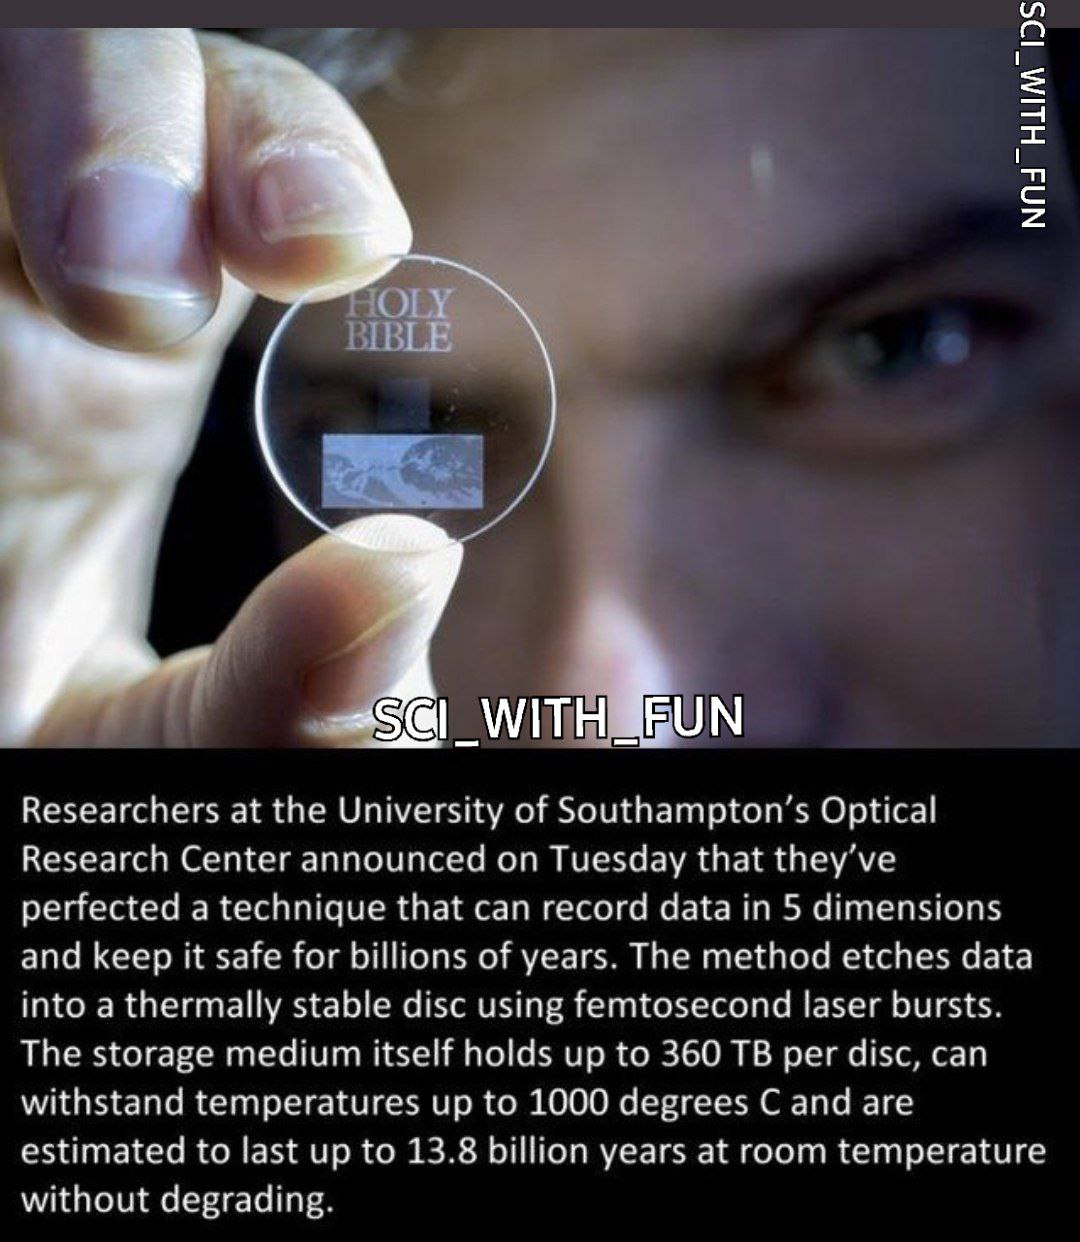 SCI_WITH_FUN
HOLY
BIBLE
SCI_WITH_FUN
Researchers at the University of Southampton's Optical
Research Center announced on Tuesday that they've
perfected a technique that can record data in 5 dimensions
and keep it safe for billions of years. The method etches data
into a thermally stable disc using femtosecond laser bursts.
The storage medium itself holds up to 360 TB per disc, can
withstand temperatures up to 1000 degrees C and are
estimated to last up to 13.8 billion years at room temperature
without degrading.